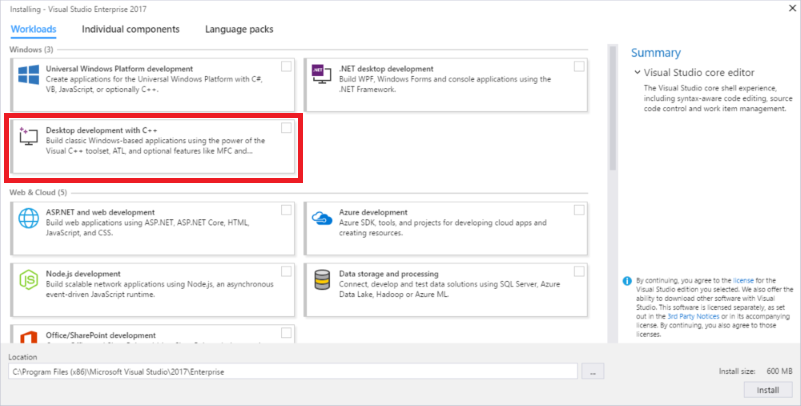 Installing - Visual Studio Enterprise 2017
Workloads Individual components Language packs
Windows (3)
Universal Windows Platform development
Create applications for the Universal Windows Platform with C#,
VB, JavaScript, or optionally C++.
.NET
.NET desktop development
Build WPF, Windows Forms and console applications using the
.NET Framework.
Desktop development with C++
Build classic Windows-based applications using the power of the
Visual C++ toolset, ATL, and optional features like MFC and...
Web & Cloud (5)
ASP.NET and web development
Build web applications using ASP.NET, ASP.NET Core, HTML,
JavaScript, and CSS.
Azure development
Azure SDK, tools, and projects for developing cloud apps and
creating resources.
Node.js development
Build scalable network applications using Node.js, an asynchronous
event-driven JavaScript runtime.
Data storage and processing
Connect, develop and test data solutions using SQL Server, Azure
Data Lake, Hadoop or Azure ML.
Office/SharePoint development
Summary
Visual Studio core editor
The Visual Studio core shell experience,
including syntax-aware code editing, source
code control and work item management.
By continuing, you agree to the license for the
Visual Studio edition you selected. We also offer the
ability to download other software with Visual
Studio. This software is licensed separately, as set
out in the 3rd Party Notices or in its accompanying
license. By continuing, you also agree to those
licenses.
Location
C:\Program Files (x86)\Microsoft Visual Studio\2017\Enterprise
...
Install size: 600 MB
Install